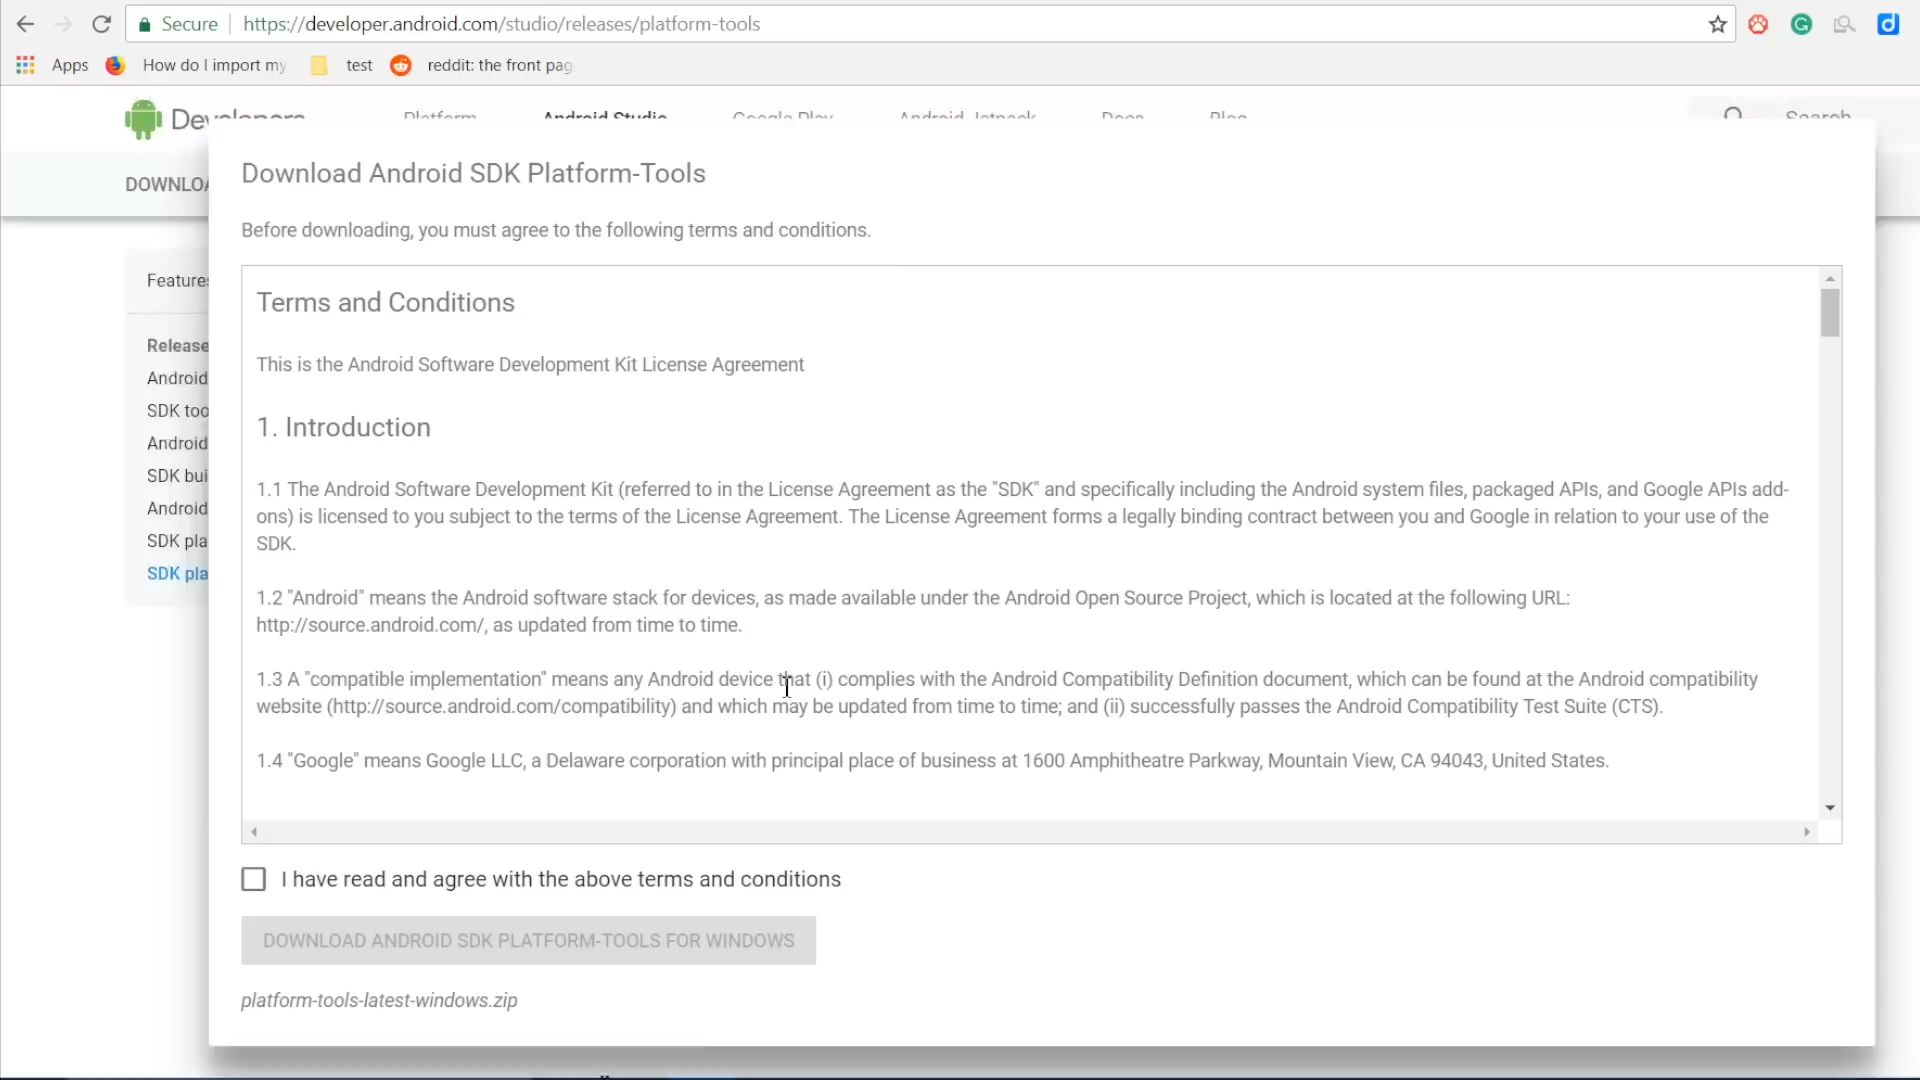 Secure https://developer.android.com/studio/releases/platform-tools
Apps How do I import my test reddit: the front pag
Developers Platform Android Studio Google Play Android Jetpack Docs Blog Search
DOWNLOA
Download Android SDK Platform-Tools
Before downloading, you must agree to the following terms and conditions.
Features
Release
Android
SDK too
Android
SDK bui
Android
SDK pla
SDK pla
Terms and Conditions
This is the Android Software Development Kit License Agreement
1. Introduction
1.1 The Android Software Development Kit (referred to in the License Agreement as the "SDK" and specifically including the Android system files, packaged APIs, and Google APIs add-
ons) is licensed to you subject to the terms of the License Agreement. The License Agreement forms a legally binding contract between you and Google in relation to your use of the
SDK.
1.2 "Android" means the Android software stack for devices, as made available under the Android Open Source Project, which is located at the following URL:
http://source.android.com/, as updated from time to time.
1.3 A "compatible implementation" means any Android device that (i) complies with the Android Compatibility Definition document, which can be found at the Android compatibility
website (http://source.android.com/compatibility) and which may be updated from time to time; and (ii) successfully passes the Android Compatibility Test Suite (CTS).
1.4 "Google" means Google LLC, a Delaware corporation with principal place of business at 1600 Amphitheatre Parkway, Mountain View, CA 94043, United States.
I have read and agree with the above terms and conditions
DOWNLOAD ANDROID SDK PLATFORM-TOOLS FOR WINDOWS
platform-tools-latest-windows.zip